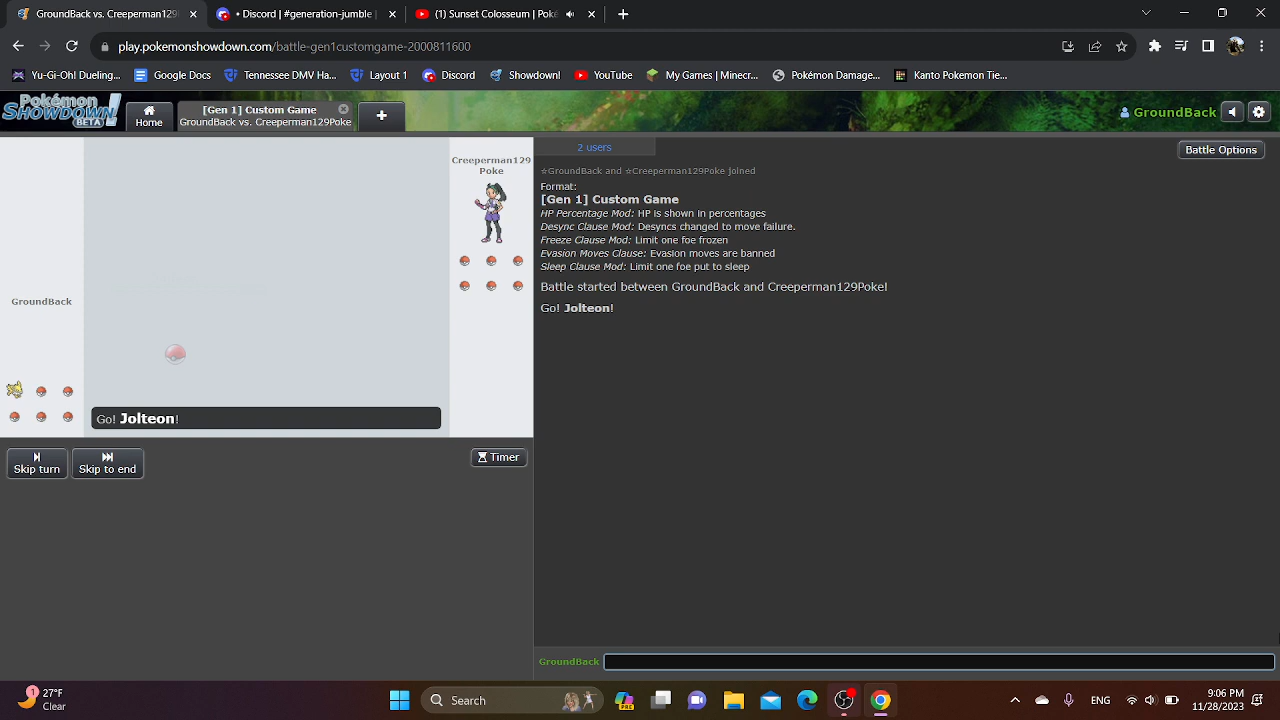 GroundBack vs. Creeperman129
• Discord | #generation-jumble |
(1) Sunset Colosseum | Poké
play.pokemonshowdown.com/battle-gen1customgame-2000811600
Yu-Gi-Oh! Dueling...
Google Docs
Tennessee DMV Ha...
Layout 1
Discord
Showdown!
YouTube
My Games | Minecr...
Pokémon damage...
Kanto Pokemon Tie...
Pokémon
SHOWDOWN!
BETA
Home
[Gen 1] Custom Game
GroundBack vs. Creeperman129Poke
GroundBack
2 users
Battle Options
Creeperman129
Poke
GroundBack
Go! Jolteon!
Skip turn
Skip to end
Timer
☆GroundBack and ☆Creeperman129Poke joined
Format:
[Gen 1] Custom Game
HP Percentage Mod: HP is shown in percentages
Desync Clause Mod: Desyncs changed to move failure.
Freeze Clause Mod: Limit one foe frozen
Evasion Moves Clause: Evasion moves are banned
Sleep Clause Mod: Limit one foe put to sleep
Battle started between GroundBack and Creeperman129Poke!
Go! Jolteon!
GroundBack
1
27°F
Clear
Search
PRE
ENG
9:06 PM
11/28/2023